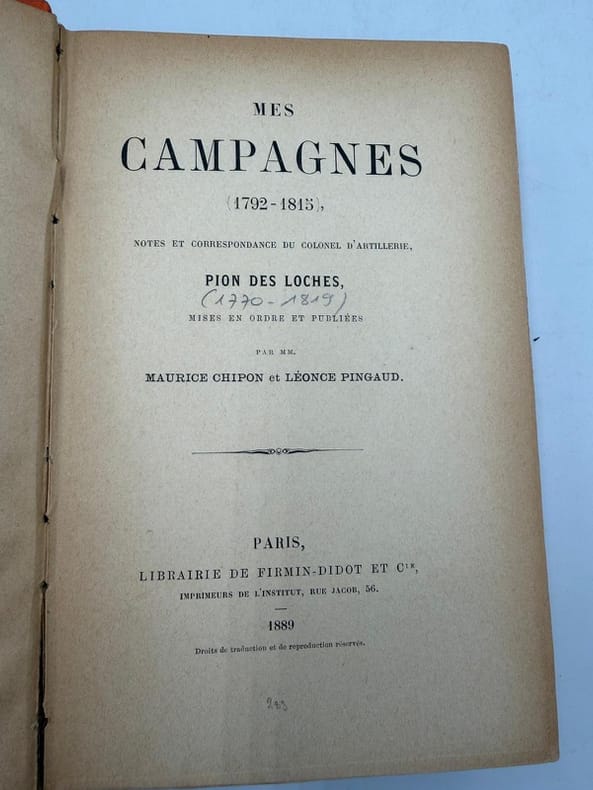 MES
CAMPAGNES
(1792-1815),
NOTES ET CORRESPONDANCE DU COLONEL D'ARTILLERIE,
PION DES LOCHES,
(1770-1819)
MISES EN ORDRE ET PUBLIÉES
PAR MM.
MAURICE CHIPON et LÉONCE PINGAUD.
PARIS,
LIBRAIRIE DE FIRMIN-DIDOT ET Cie,
IMPRIMEURS DE L'INSTITUT, RUE JACOB, 56.
1889
Droits de traduction et de reproduction réservés.